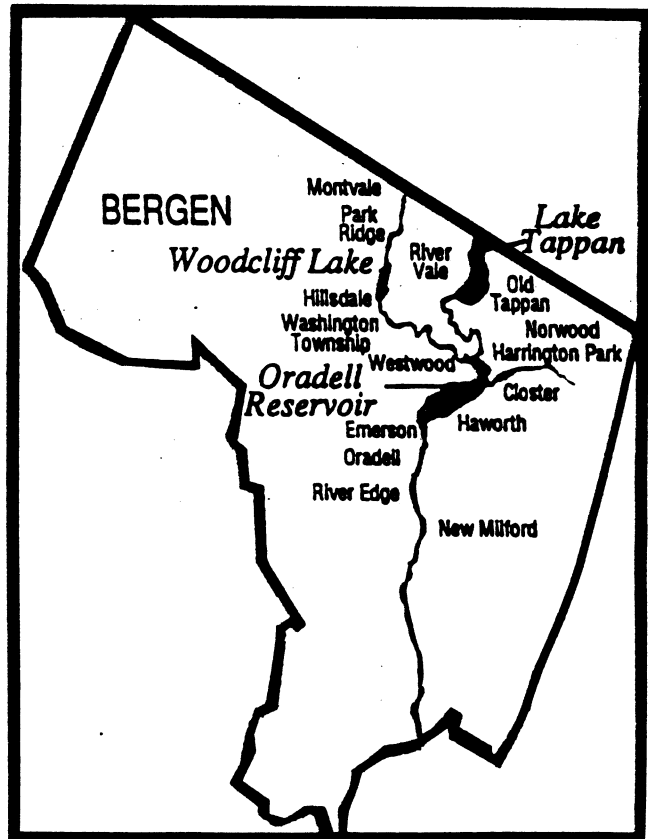 Montvale
BERGEN
Park
Ridge
Lake
Tappan
Woodcliff Lake
River
Vale
Old
Tappan
Hillsdale
Washington
Township
Norwood
Westwood
Harrington Park
Oradell
Reservoir
Closter
Emerson
Haworth
Oradell
River Edge
New Milford